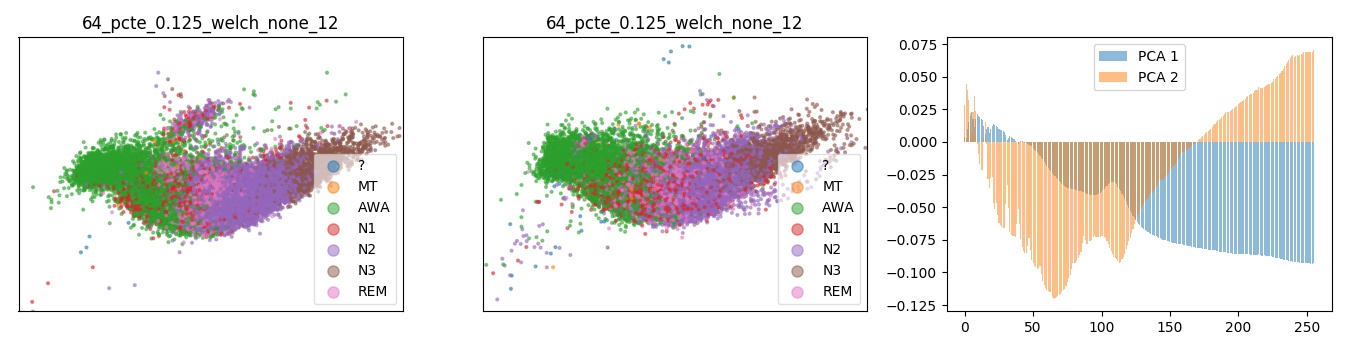 64_pcte_0.125_welch_none_12
?
MT
AWA
N1
N2
N3
REM
64_pcte_0.125_welch_none_12
?
MT
AWA
N1
N2
N3
REM
PCA 1
PCA 2
0.075
0.050
0.025
0.000
−0.025
−0.050
−0.075
−0.100
−0.125
0
50
100
150
200
250